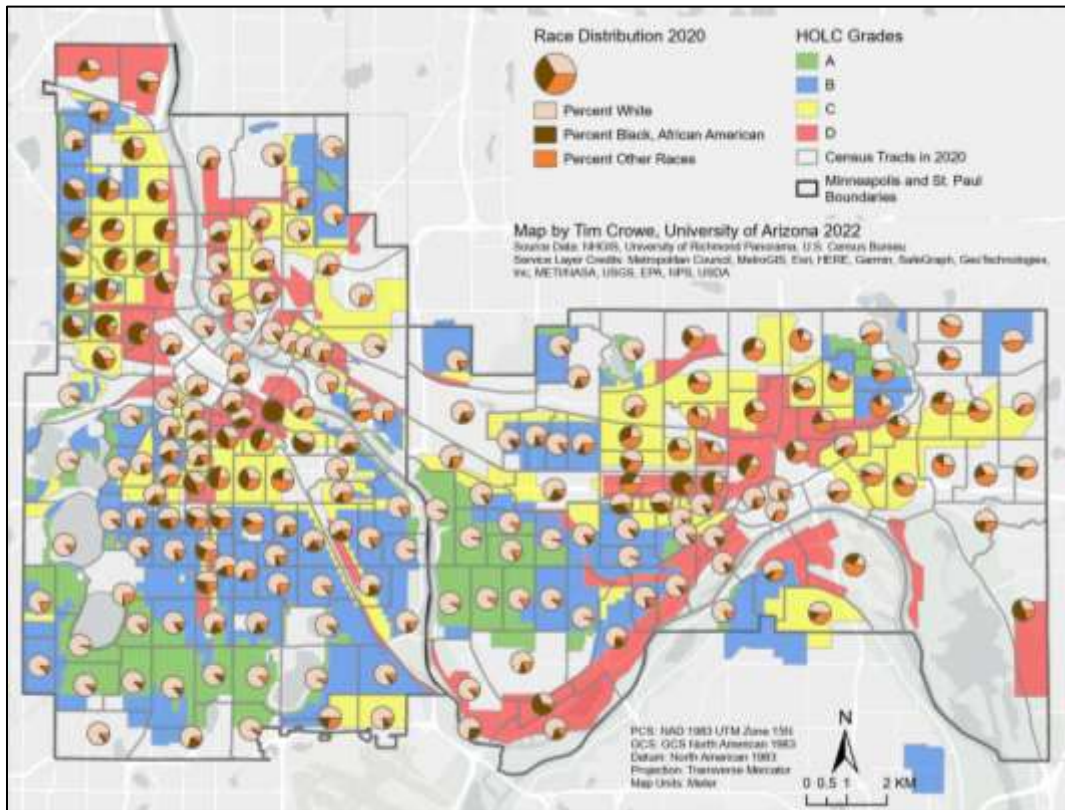 Race Distribution 2020
Percent White
Percent Black, African American
Percent Other Races
HOLC Grades
A
B
C
D
Census Tracts in 2020
Minneapolis and St. Paul
Boundaries
Map by Tim Crowe, University of Arizona 2022
Source Data: NHGIS, University of Richmond Panorama, U.S. Census Bureau
Service Layer Credits: Metropolitan Council, MetroGIS, Esri, HERE, Garmin, SafeGraph, GeoTechnologies,
Inc, METI/NASA, USGS, EPA, NPS, USDA
PCS: NAD 1983 UTM Zone 15N
GCS: GCS North American 1983
Datum: North American 1983
Projection: Transverse Mercator
Map Units: Meter
N
0 0.5 1 2 KM